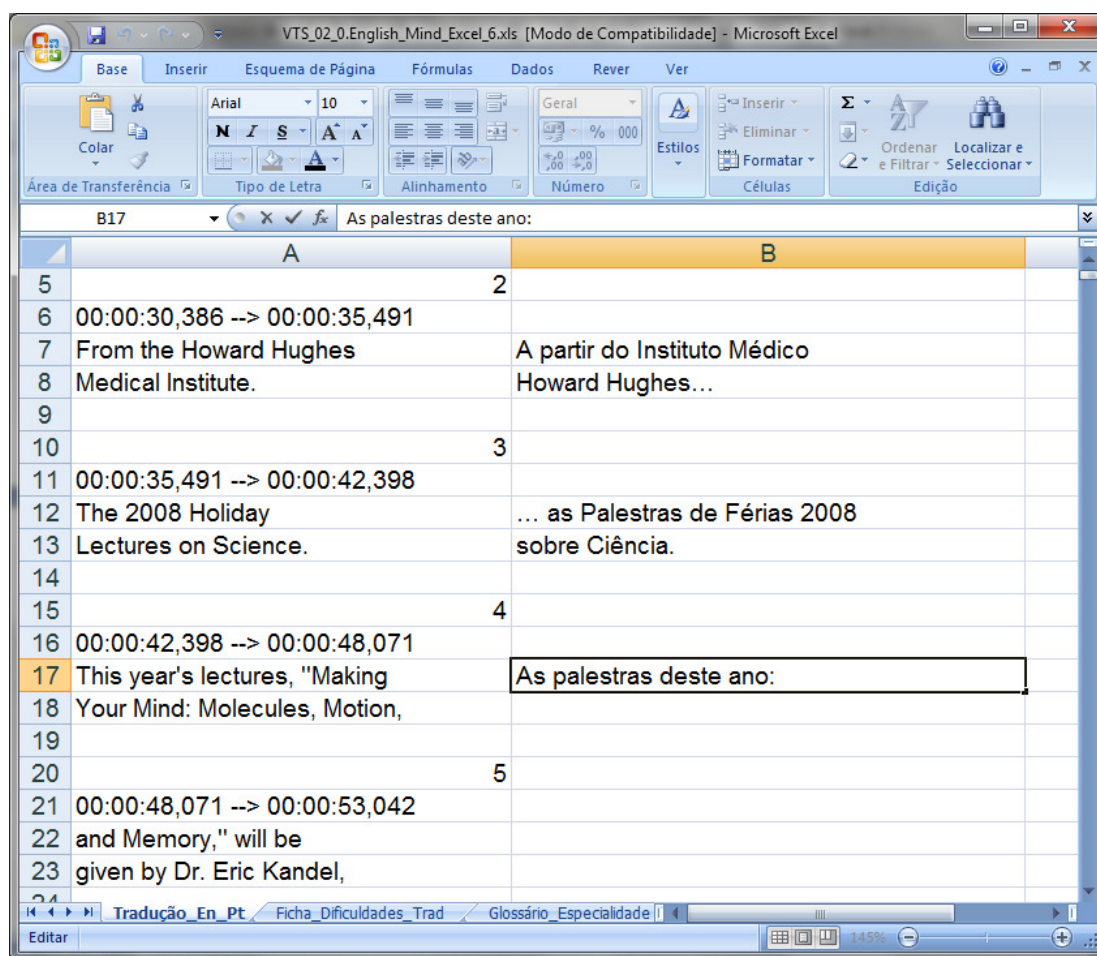 VTS_02_0.English_Mind_Excel_6.xls [Modo de Compatibilidade] - Microsoft Excel
Base Inserir Esquema de Página Fórmulas Dados Rever Ver
Colar
Área de Transferência
Arial 10
N I S A A
A
Tipo de Letra
Alinhamento
Geral
% 000
,00 ,00
Número
Estilos
Inserir
Eliminar
Formatar
Células
Σ
Ordenar e Filtrar
Localizar e Seleccionar
Edição
B17 fx As palestras deste ano:
A B
5 2
6 00:00:30,386 --> 00:00:35,491
7 From the Howard Hughes A partir do Instituto Médico
8 Medical Institute. Howard Hughes…
9
10 3
11 00:00:35,491 --> 00:00:42,398
12 The 2008 Holiday … as Palestras de Férias 2008
13 Lectures on Science. sobre Ciência.
14
15 4
16 00:00:42,398 --> 00:00:48,071
17 This year's lectures, "Making As palestras deste ano:
18 Your Mind: Molecules, Motion,
19
20 5
21 00:00:48,071 --> 00:00:53,042
22 and Memory," will be
23 given by Dr. Eric Kandel,
24
Tradução_En_Pt Ficha_Dificuldades_Trad Glossário_Especialidade
Editar 145%